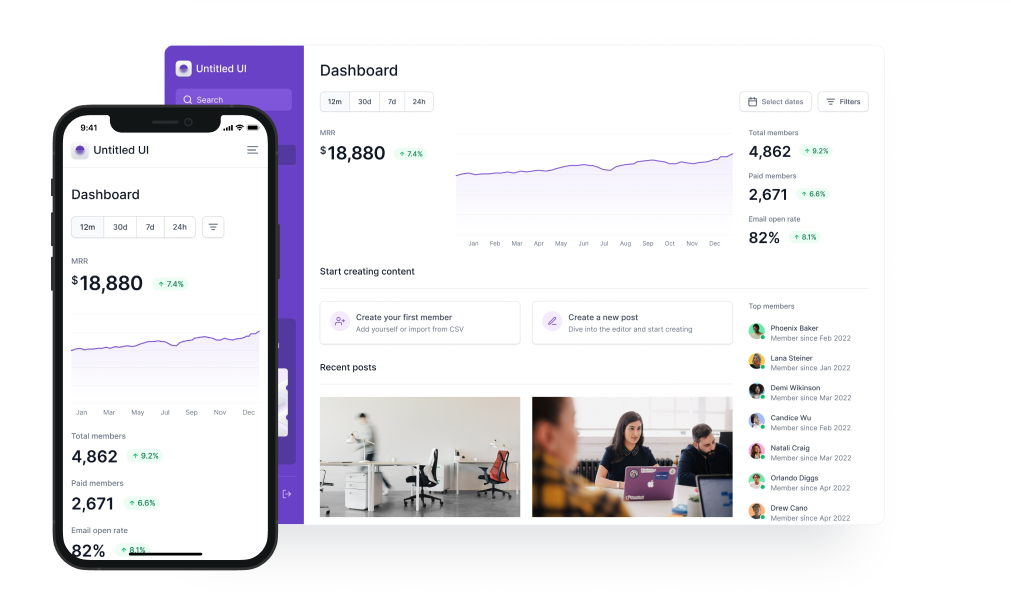 Untitled UI
Search
Dashboard
12m 30d 7d 24h
Select dates
Filters
MRR
$18,880
↑ 7.4%
Jan Feb Mar Apr May Jun Jul Aug Sep Oct Nov Dec
Total members
4,862 ↑ 9.2%
Paid members
2,671 ↑ 6.6%
Email open rate
82% ↑ 8.1%
Start creating content
Create your first member
Add yourself or import from CSV
Create a new post
Dive into the editor and start creating
Recent posts
Top members
Phoenix Baker
Member since Feb 2022
Lana Steiner
Member since Jan 2022
Demi Wikinson
Member since Mar 2022
Candice Wu
Member since Feb 2022
Natali Craig
Member since Mar 2022
Orlando Diggs
Member since Apr 2022
Drew Cano
Member since Apr 2022
9:41
Untitled UI
Dashboard
12m 30d 7d 24h
MRR
$18,880 ↑ 7.4%
Jan Mar May Jul Sep Nov Dec
Total members
4,862 ↑ 9.2%
Paid members
2,671 ↑ 6.6%
Email open rate
82% ↑ 8.1%